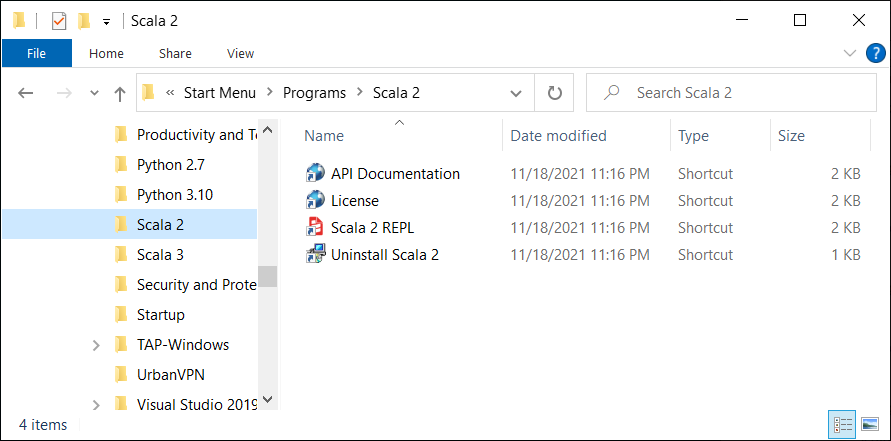 Scala 2
File Home Share View
« Start Menu > Programs > Scala 2
Search Scala 2
Productivity and To
Python 2.7
Python 3.10
Scala 2
Scala 3
Security and Prote
Startup
TAP-Windows
UrbanVPN
Visual Studio 2019
Name Date modified Type Size
API Documentation 11/18/2021 11:16 PM Shortcut 2 KB
License 11/18/2021 11:16 PM Shortcut 2 KB
Scala 2 REPL 11/18/2021 11:16 PM Shortcut 2 KB
Uninstall Scala 2 11/18/2021 11:16 PM Shortcut 1 KB
4 items